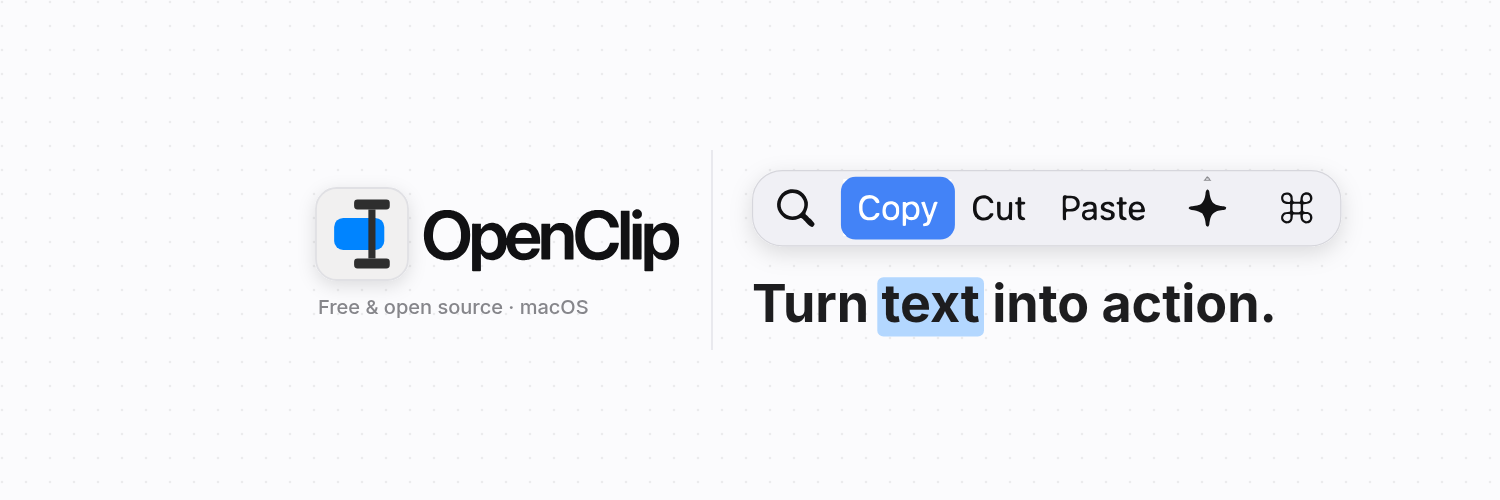 OpenClip
Free & open source · macOS
Copy Cut Paste ⌘
Turn text into action.